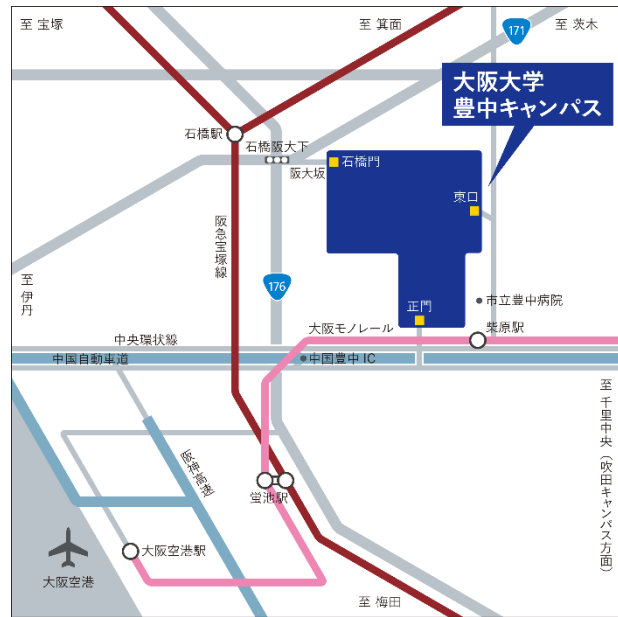 至 宝塚
至 箕面
171
至 茨木
大阪大学
豊中キャンパス
石橋駅
石橋阪大下
阪大坂
石橋門
東口
阪急宝塚線
至 伊丹
176
正門
市立豊中病院
大阪モノレール
柴原駅
中央環状線
中国自動車道
中国豊中 IC
至 千里中央（吹田キャンパス方面）
阪神高速
蛍池駅
大阪空港駅
大阪空港
至 梅田